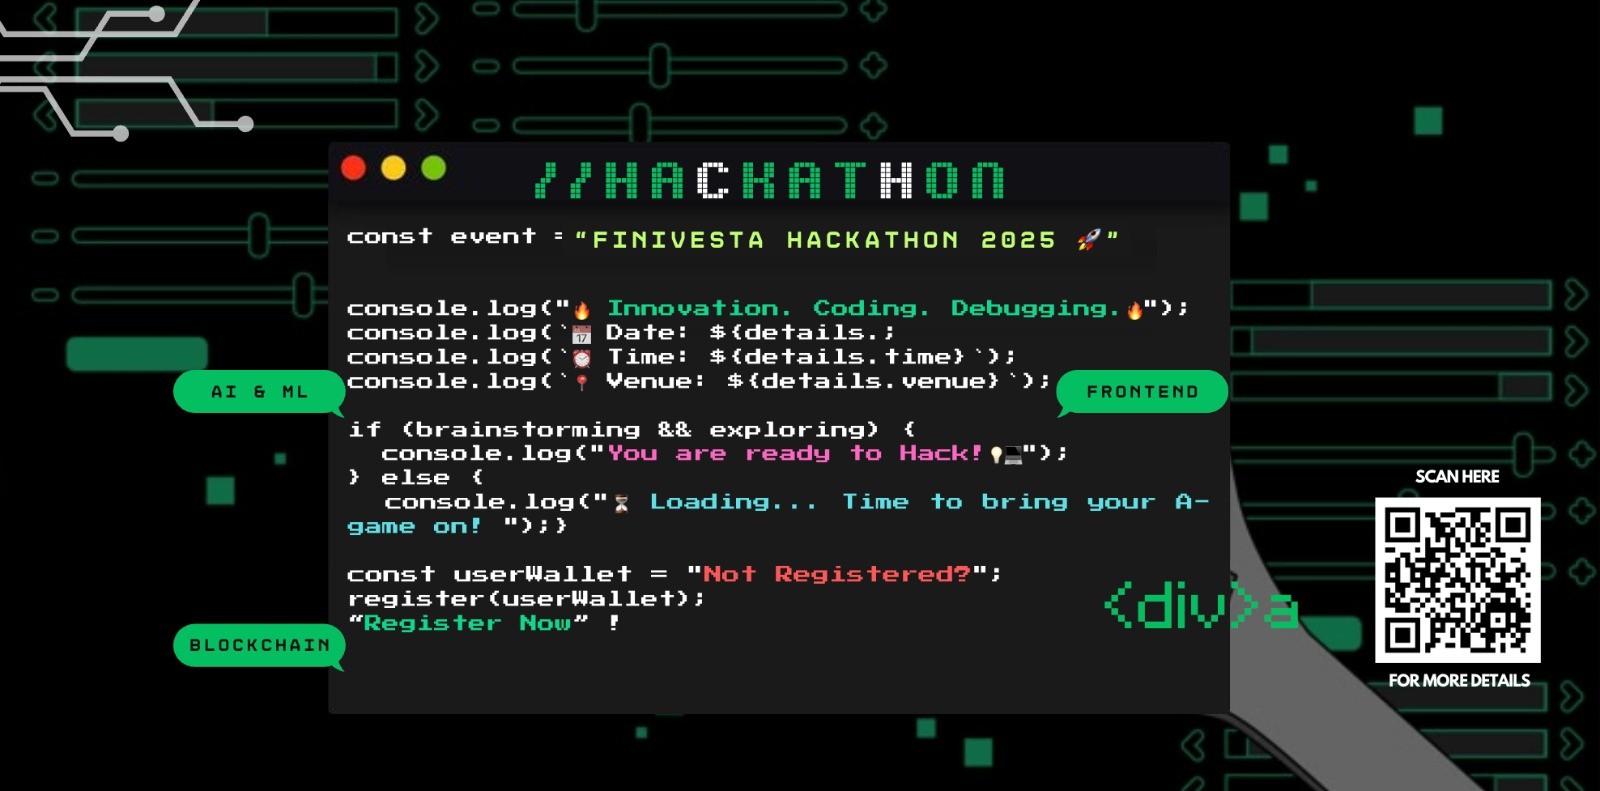 //HACKATHON
const event = “FINIVESTA HACKATHON 2025 🚀”
console.log("🔥 Innovation. Coding. Debugging.🔥");
console.log(`📅 Date: ${details.;
console.log(`⏰ Time: ${details.time}`);
console.log(`📍 Venue: ${details.venue}`);
AI & ML
FRONTEND
if (brainstorming && exploring) {
console.log("You are ready to Hack!💡💻");
} else {
console.log("⏳ Loading... Time to bring your A-
game on! ");}
const userWallet = "Not Registered?";
register(userWallet);
“Register Now” !
BLOCKCHAIN
<div>a
SCAN HERE
FOR MORE DETAILS